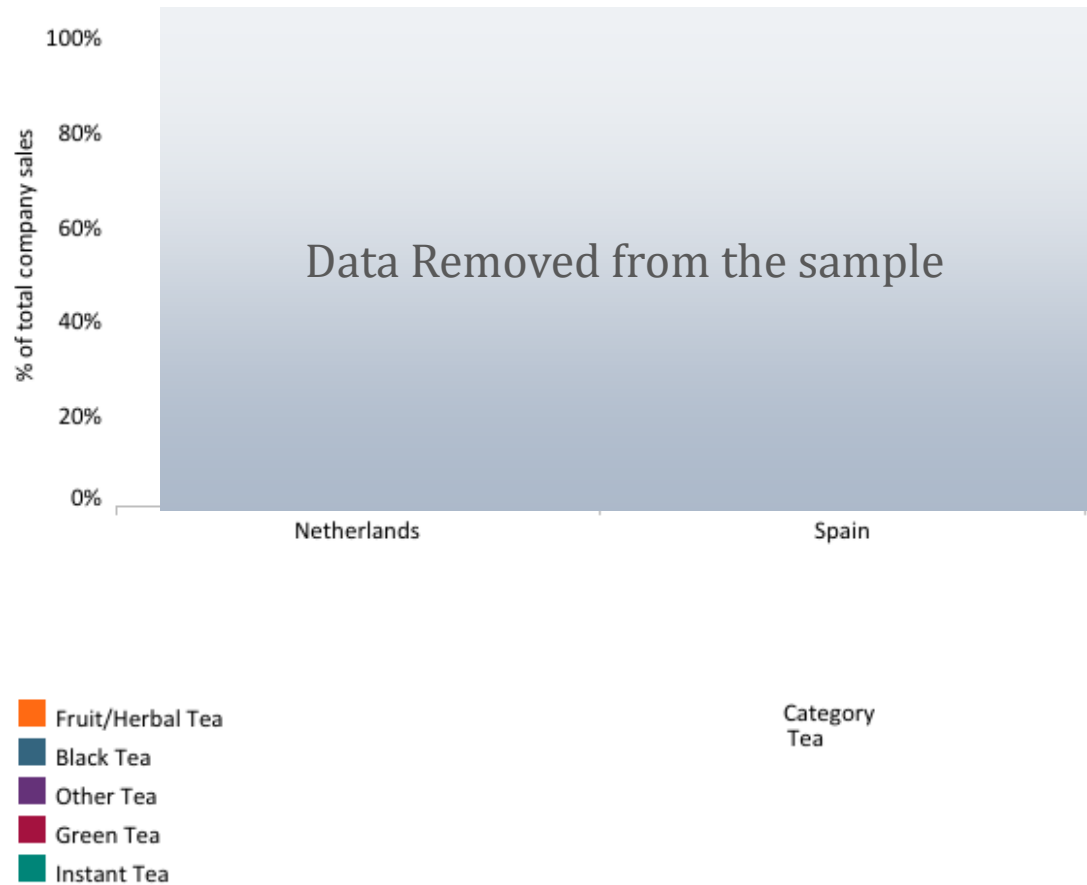 100%
80%
60%
40%
20%
0%
% of total company sales
Data Removed from the sample
Netherlands
Spain
Fruit/Herbal Tea
Black Tea
Other Tea
Green Tea
Instant Tea
Category
Tea